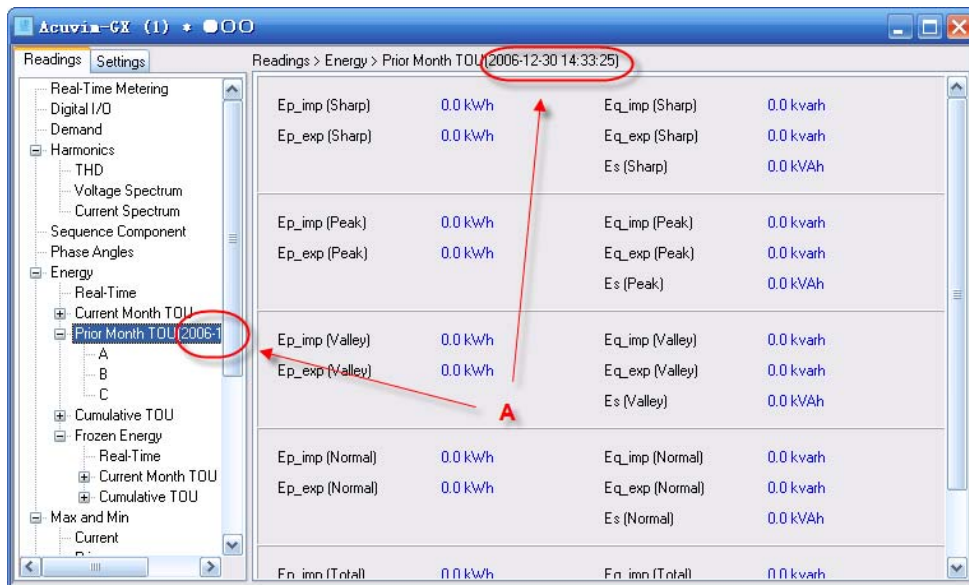 Acuvim-GX (1) *
Readings Settings
Readings > Energy > Prior Month TOU(2006-12-30 14:33:25)
Real-Time Metering
Digital I/O
Demand
Harmonics
THD
Voltage Spectrum
Current Spectrum
Sequence Component
Phase Angles
Energy
Real-Time
Current Month TOU
Prior Month TOU(2006-1
A
B
C
Cumulative TOU
Frozen Energy
Real-Time
Current Month TOU
Cumulative TOU
Max and Min
Current
Ep_imp (Sharp) 0.0 kWh Eq_imp (Sharp) 0.0 kvarh
Ep_exp (Sharp) 0.0 kWh Eq_exp (Sharp) 0.0 kvarh
Es (Sharp) 0.0 kVAh
Ep_imp (Peak) 0.0 kWh Eq_imp (Peak) 0.0 kvarh
Ep_exp (Peak) 0.0 kWh Eq_exp (Peak) 0.0 kvarh
Es (Peak) 0.0 kVAh
Ep_imp (Valley) 0.0 kWh Eq_imp (Valley) 0.0 kvarh
Ep_exp (Valley) 0.0 kWh Eq_exp (Valley) 0.0 kvarh
Es (Valley) 0.0 kVAh
A
Ep_imp (Normal) 0.0 kWh Eq_imp (Normal) 0.0 kvarh
Ep_exp (Normal) 0.0 kWh Eq_exp (Normal) 0.0 kvarh
Es (Normal) 0.0 kVAh
Ep_imp (Total) 0.0 kWh Eq_imp (Total) 0.0 kvarh